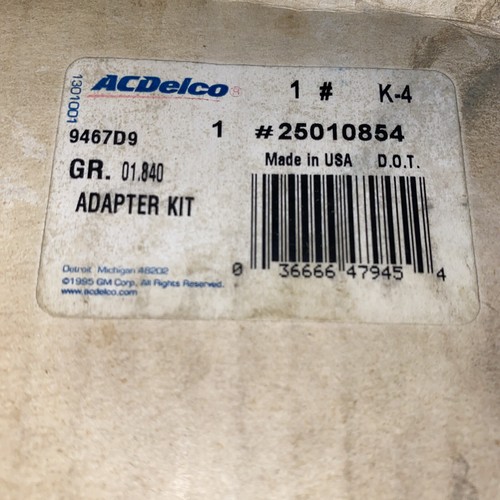 1301001
ACDelco®
1 # K-4
9467D9 1 #25010854
Made in USA D.O.T.
GR. 01.840
ADAPTER KIT
Detroit, Michigan 48202
©1995 GM Corp. All Rights Reserved.
www.acdelco.com
0 36666 47945 4